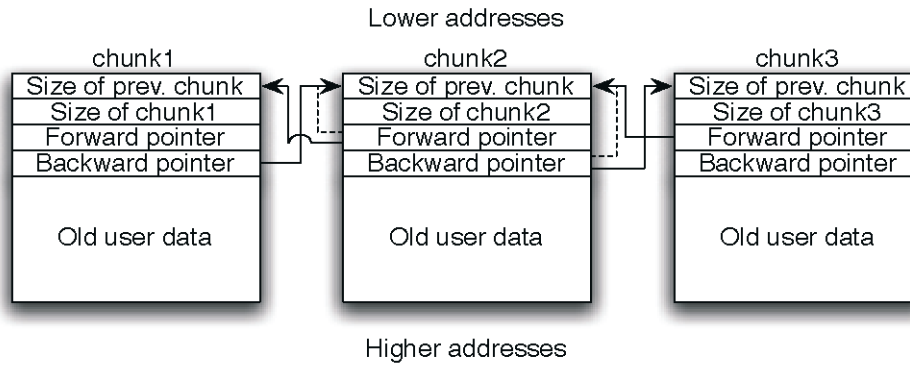 Lower addresses
chunk1
Size of prev. chunk
Size of chunk1
Forward pointer
Backward pointer
Old user data
chunk2
Size of prev. chunk
Size of chunk2
Forward pointer
Backward pointer
Old user data
chunk3
Size of prev. chunk
Size of chunk3
Forward pointer
Backward pointer
Old user data
Higher addresses